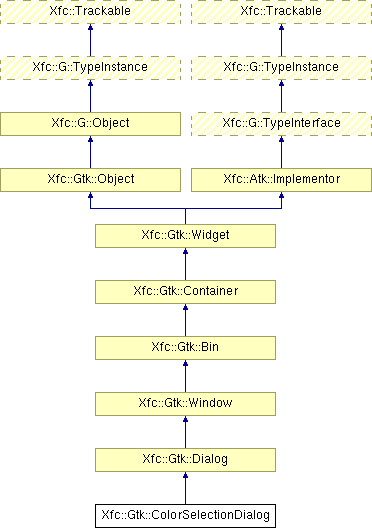 Xfc::Trackable Xfc::Trackable
Xfc::G::TypeInstance Xfc::G::TypeInstance
Xfc::G::Object Xfc::G::TypeInterface
Xfc::Gtk::Object Xfc::Atk::Implementor
Xfc::Gtk::Widget
Xfc::Gtk::Container
Xfc::Gtk::Bin
Xfc::Gtk::Window
Xfc::Gtk::Dialog
Xfc::Gtk::ColorSelectionDialog